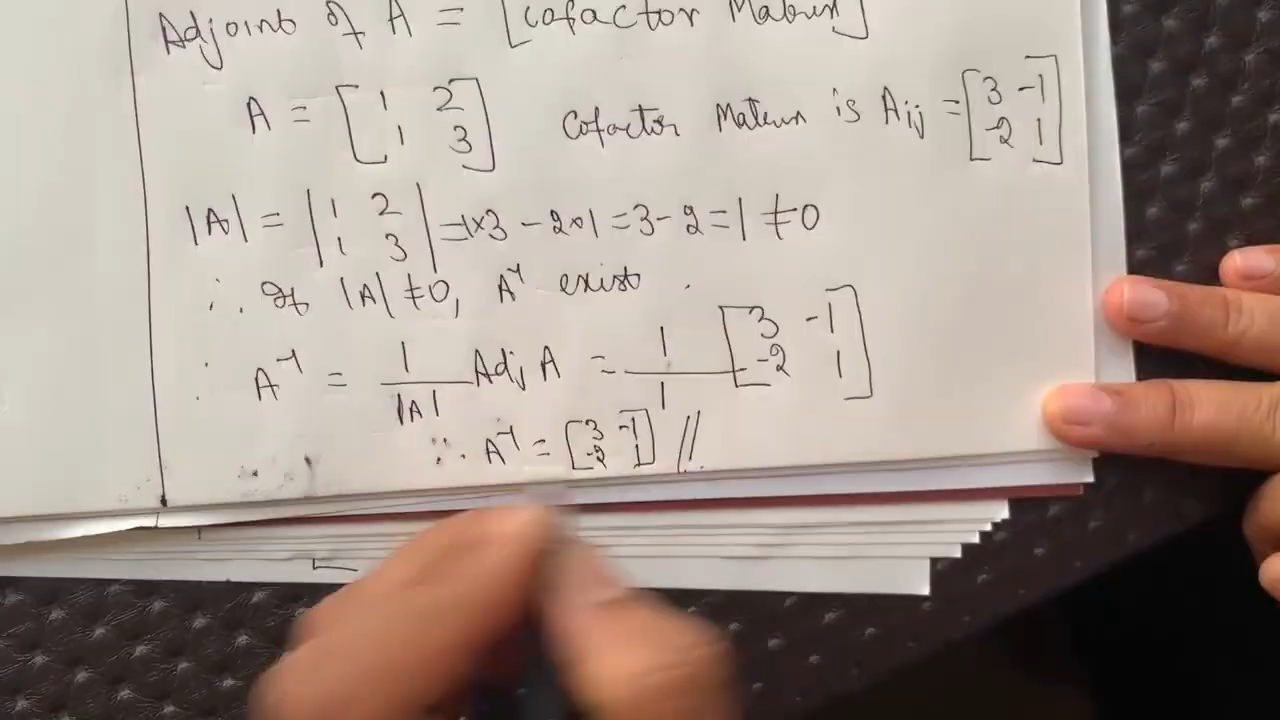 Adjoint of A = [Cofactor Matrix]
A = [1 2 1 3] Cofactor Matrix is Aij = [3 -1 -2 1]
|A| = |1 2 1 3| = 1×3 - 2×1 = 3 - 2 = 1 ≠ 0
∴ If |A| ≠ 0, A⁻¹ exist.
∴ A⁻¹ = 1/|A| Adj A = 1/1 [3 -1 -2 1]
∴ A⁻¹ = [3 -1 -2 1] //